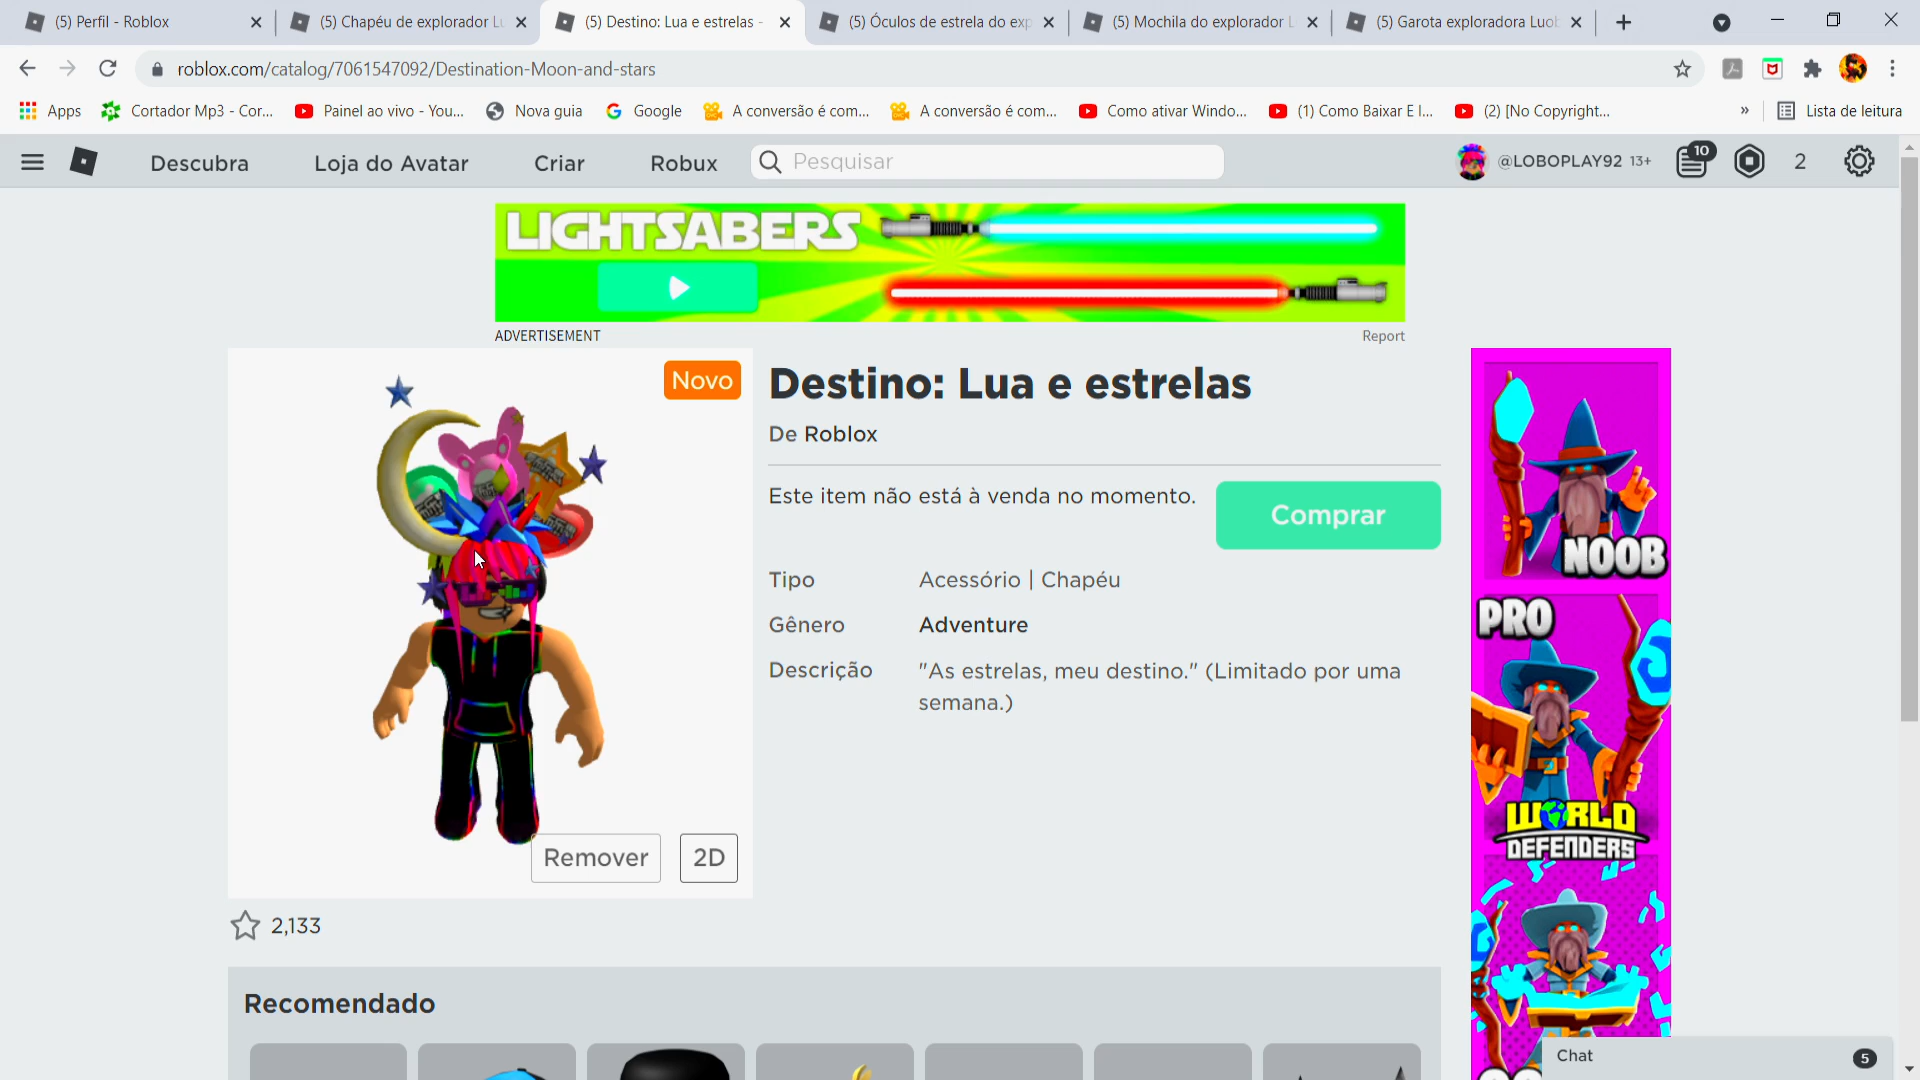 (5) Perfil - Roblox
(5) Chapéu de explorador Lu
(5) Destino: Lua e estrelas -
(5) Óculos de estrela do exp
(5) Mochila do explorador L
(5) Garota exploradora Luob
roblox.com/catalog/7061547092/Destination-Moon-and-stars
Apps
Cortador Mp3 - Cor...
Painel ao vivo - You...
Nova guia
Google
A conversão é com...
A conversão é com...
Como ativar Windo...
(1) Como Baixar E I...
(2) [No Copyright...
»
Lista de leitura
Descubra
Loja do Avatar
Criar
Robux
Pesquisar
@LOBOPLAY92 13+
10
2
LIGHTSABERS
ADVERTISEMENT
Report
Novo
Destino: Lua e estrelas
De Roblox
Este item não está à venda no momento.
Comprar
Tipo
Acessório | Chapéu
Gênero
Adventure
Descrição
"As estrelas, meu destino." (Limitado por uma
semana.)
Remover
2D
2,133
NOOB
PRO
WORLD
DEFENDERS
Recomendado
Chat
5